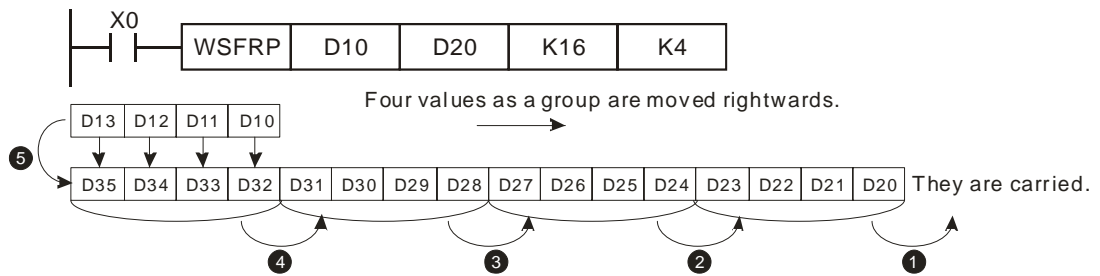 X0
WSFRP D10 D20 K16 K4
Four values as a group are moved rightwards.
D13 D12 D11 D10
5
D35 D34 D33 D32 D31 D30 D29 D28 D27 D26 D25 D24 D23 D22 D21 D20 They are carried.
4 3 2 1